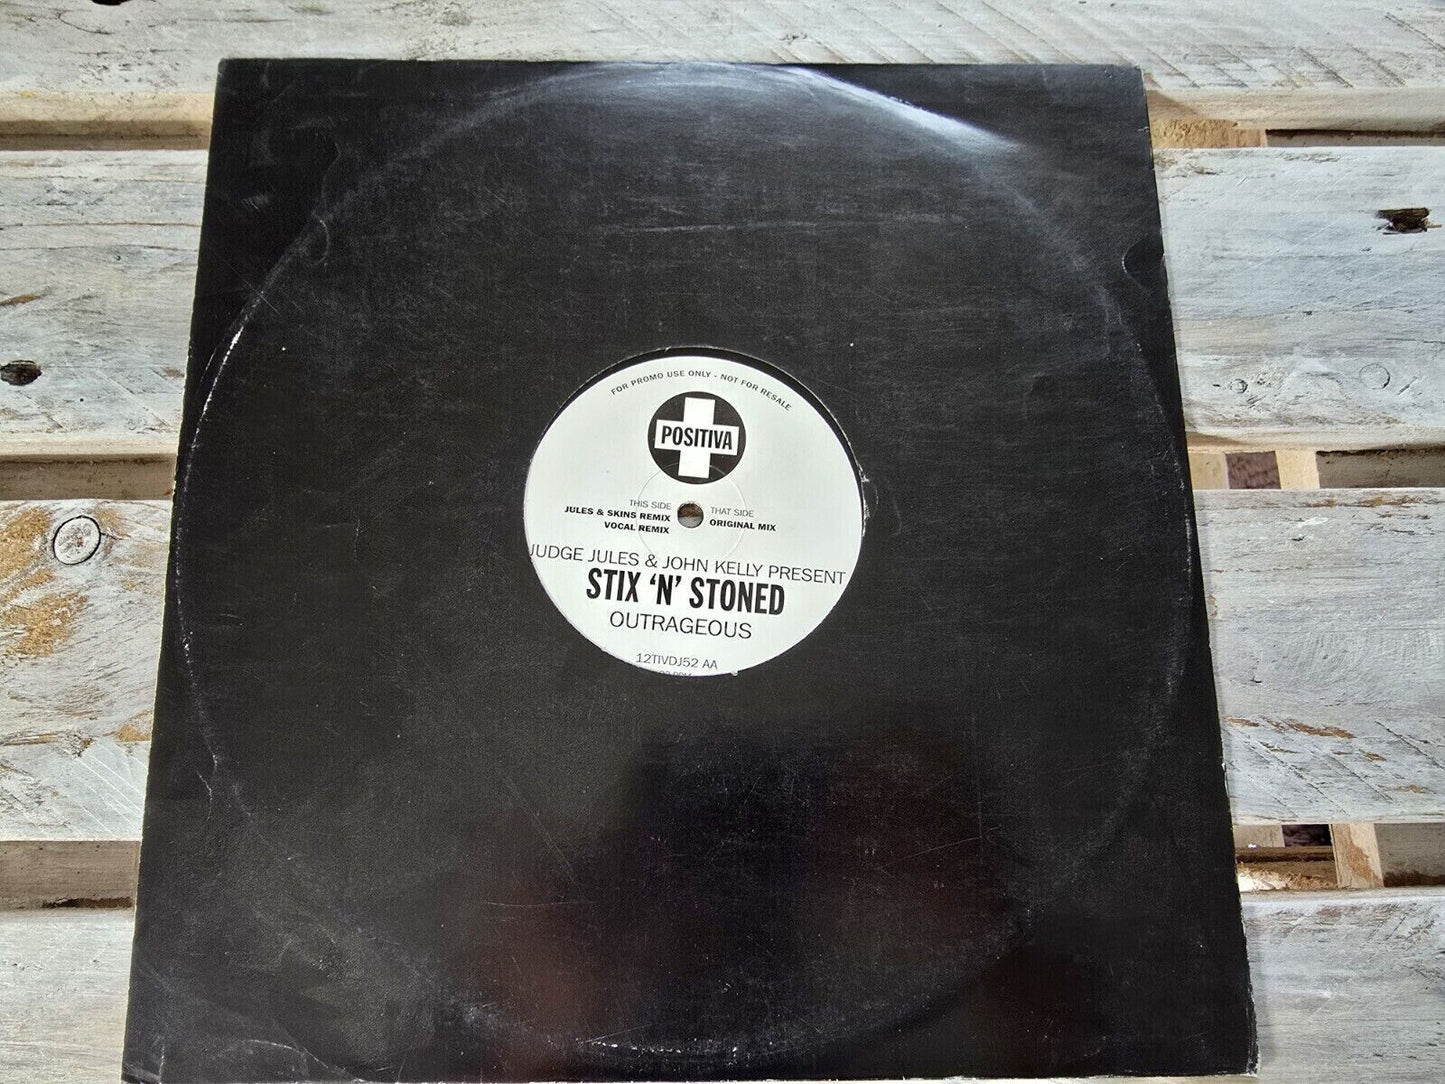 FOR PROMO USE ONLY - NOT FOR RESALE
POSITIVA
THIS SIDE
JULES & SKINS REMIX
VOCAL REMIX
THAT SIDE
ORIGINAL MIX
JUDGE JULES & JOHN KELLY PRESENT
STIX 'N' STONED
OUTRAGEOUS
12TIVDJ52 AA
RPM